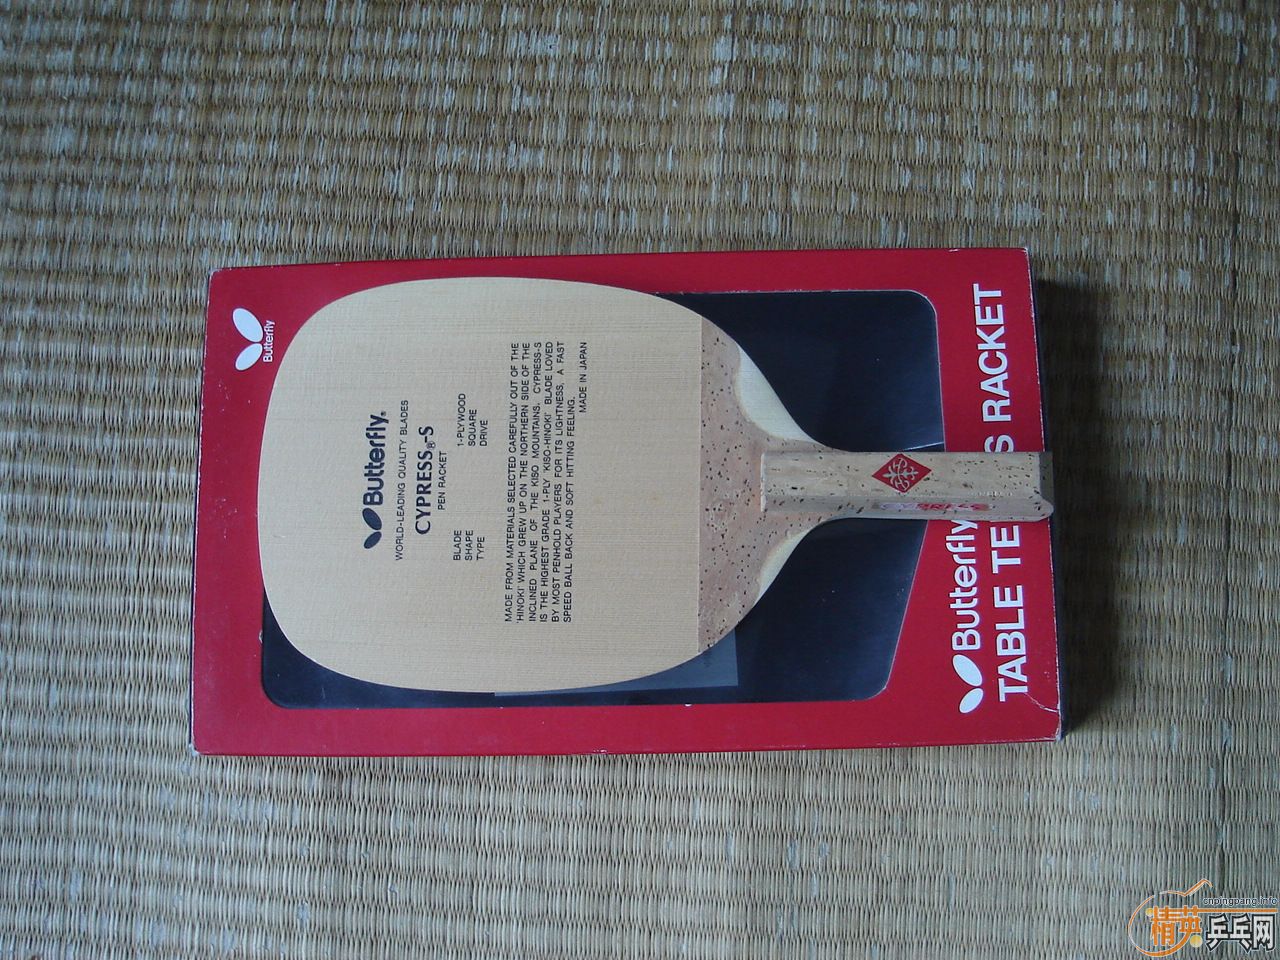 Butterfly
Butterfly®
WORLD-LEADING QUALITY BLADES
CYPRESS®-S
PEN RACKET
BLADE 1-PLYWOOD
SHAPE SQUARE
TYPE DRIVE
MADE FROM MATERIALS SELECTED CAREFULLY OUT OF THE
'HINOKI' WHICH GREW UP ON THE NORTHERN SIDE OF THE
INCLINED PLANE OF THE KISO MOUNTAINS, CYPRESS-S
IS THE HIGHEST GRADE 1-PLY 'KISO-HINOKI' BLADE LOVED
BY MOST PENHOLD PLAYERS FOR ITS LIGHTNESS, A FAST
SPEED BALL BACK AND SOFT HITTING FEELING.
MADE IN JAPAN
CYPRESS
Butterfly
TABLE TE S RACKET
cnpingpang.info
精英乒乓网